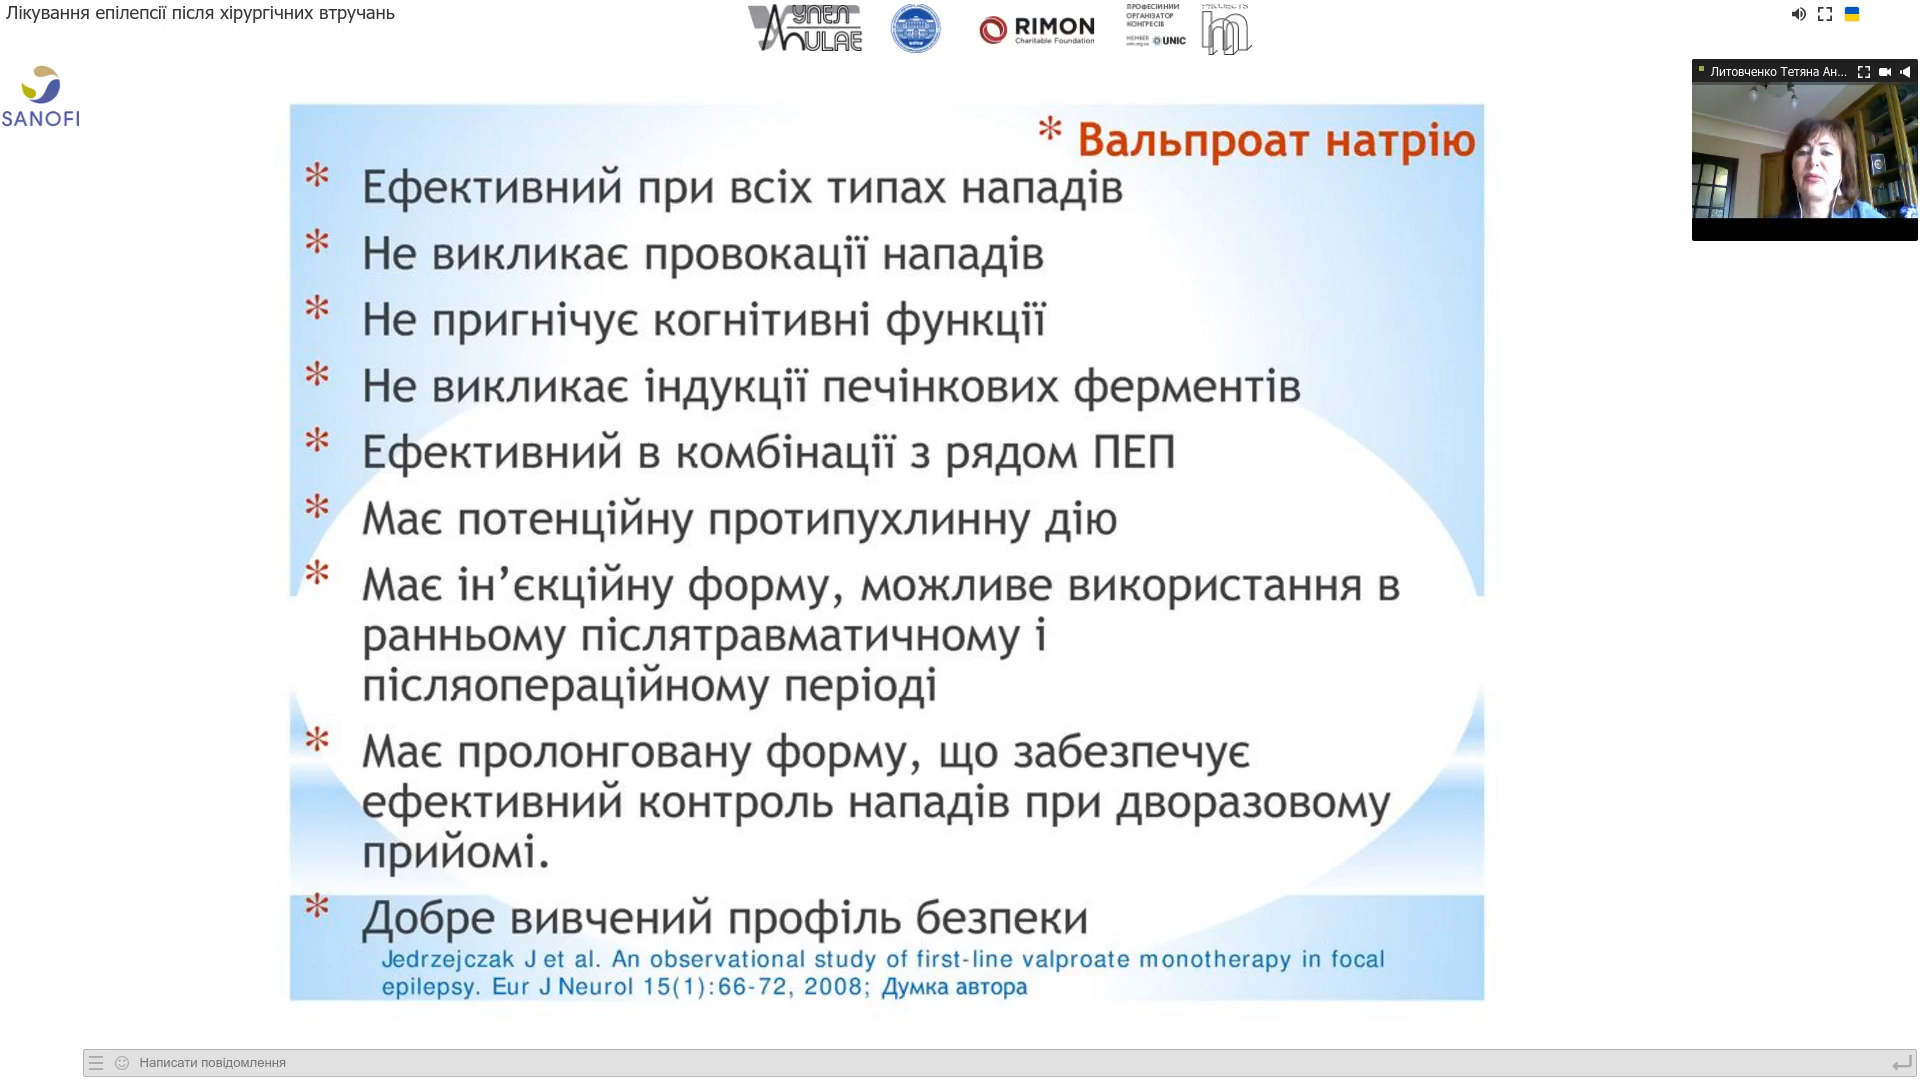 Лікування епілепсії після хірургічних втручань
УПЕЛ
ULAE
RIMON
Charitable Foundation
ПРОФЕСІЙНИЙ
ОРГАНІЗАТОР
КОНГРЕСІВ
MEMBER
UNIC
SANOFI
Литовченко Тетяна Ан...
* Вальпроат натрію
* Ефективний при всіх типах нападів
* Не викликає провокації нападів
* Не пригнічує когнітивні функції
* Не викликає індукції печінкових ферментів
* Ефективний в комбінації з рядом ПЕП
* Має потенційну протипухлинну дію
* Має ін’єкційну форму, можливе використання в
ранньому післятравматичному і
післяопераційному періоді
* Має пролонговану форму, що забезпечує
ефективний контроль нападів при дворазовому
прийомі.
* Добре вивчений профіль безпеки
Jedrzejczak J et al. An observational study of first-line valproate monotherapy in focal
epilepsy. Eur J Neurol 15(1):66-72, 2008; Думка автора
Написати повідомлення